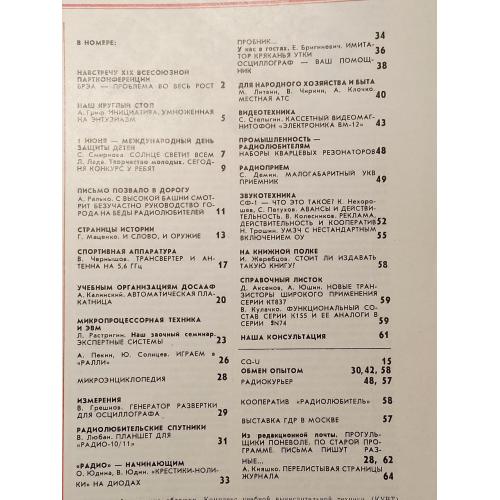 В НОМЕРЕ:
НАВСТРЕЧУ XIX ВСЕСОЮЗНОЙ
ПАРТКОНФЕРЕНЦИИ
БРЭА — ПРОБЛЕМА ВО ВЕСЬ РОСТ 2
НАШ КРУГЛЫЙ СТОЛ
А. Гриф. ИНИЦИАТИВА, УМНОЖЕННАЯ
НА ЭНТУЗИАЗМ 5
1 ИЮНЯ — МЕЖДУНАРОДНЫЙ ДЕНЬ
ЗАЩИТЫ ДЕТЕЙ
С. Смирнова. СОЛНЦЕ СВЕТИТ ВСЕМ 7
Творчество молодых. СЕГОДНЯ
КОНКУРС У РЕБЯТ 9
ПИСЬМО ПОЗВАЛО В ДОРОГУ
А. Ралько. С ВЫСОКОЙ БАШНИ СМОТ-
РИТ БЕЗУЧАСТНО РУКОВОДСТВО ГО-
РОДА НА БЕДЫ РАДИОЛЮБИТЕЛЕЙ
11
СТРАНИЦЫ ИСТОРИИ
Г. Маценко. И СЛОВО, И ОРУЖИЕ 13
СПОРТИВНАЯ АППАРАТУРА
В. Чернышов. ТРАНСВЕРТЕР И АН-
ТЕННА НА 5,6 ГГц 17
УЧЕБНЫМ ОРГАНИЗАЦИЯМ ДОСААФ
А. Калинский. АВТОМАТИЧЕСКАЯ ПЛА-
КАТНИЦА 20
МИКРОПРОЦЕССОРНАЯ ТЕХНИКА
И ЭВМ
Л. Растригин. Наш заочный семинар.
ЭКСПЕРТНЫЕ СИСТЕМЫ 23
А. Пекин, Ю. Солнцев. ИГРАЕМ В
«РАЛЛИ» 26
МИКРОЭНЦИКЛОПЕДИЯ 28
ИЗМЕРЕНИЯ
В. Грешнов. ГЕНЕРАТОР РАЗВЕРТКИ
ДЛЯ ОСЦИЛЛОГРАФА 29
РАДИОЛЮБИТЕЛЬСКИЕ СПУТНИКИ
В. Любан. ПЛАНШЕТ ДЛЯ
«РАДИО-10/11» 31
«РАДИО» — НАЧИНАЮЩИМ
О. Юдина, В. Юдин. «КРЕСТИКИ-НОЛИ-
КИ» НА ДИОДАХ 33
ПРОБНИК... 34
У нас в гостях. Е. Бригиневич. ИМИТА-
ТОР КРЯКАНЬЯ УТКИ 36
ОСЦИЛЛОГРАФ — ВАШ ПОМОЩ-
НИК 38
ДЛЯ НАРОДНОГО ХОЗЯЙСТВА И БЫТА
М. Литвин, В. Чиркин, А. Клочко.
МЕСТНАЯ АТС 40
ВИДЕОТЕХНИКА
С. Степыгин. КАССЕТНЫЙ ВИДЕОМАГ-
НИТОФОН «ЭЛЕКТРОНИКА ВМ-12» 43
ПРОМЫШЛЕННОСТЬ —
РАДИОЛЮБИТЕЛЯМ
НАБОРЫ КВАРЦЕВЫХ РЕЗОНАТОРОВ 48
РАДИОПРИЕМ
С. Демин. МАЛОГАБАРИТНЫЙ УКВ
ПРИЕМНИК 49
ЗВУКОТЕХНИКА
СФ-1 — ЧТО ЭТО ТАКОЕ? К. Нехоро-
шев, С. Петухов. АВАНСЫ И ДЕЙСТВИ-
ТЕЛЬНОСТЬ, В. Колесников. РЕКЛАМА,
ДЕЙСТВИТЕЛЬНОСТЬ И КООПЕРАТИВ 52
Н. Трошин. УМЗЧ С НЕСТАНДАРТНЫМ
ВКЛЮЧЕНИЕМ ОУ 55
НА КНИЖНОЙ ПОЛКЕ
И. Жеребцов. СТОИТ ЛИ ИЗДАВАТЬ
ТАКУЮ КНИГУ? 58
СПРАВОЧНЫЙ ЛИСТОК
Д. Аксенов, А. Юшин. НОВЫЕ ТРАН-
ЗИСТОРЫ ШИРОКОГО ПРИМЕНЕНИЯ
СЕРИИ КТ837 59
В. Кулачко. ФУНКЦИОНАЛЬНЫЙ СО-
СТАВ СЕРИИ К155 И ЕЕ АНАЛОГИ В
СЕРИИ SN74 59
НАША КОНСУЛЬТАЦИЯ 61
CQ-U 15
ОБМЕН ОПЫТОМ 30, 42, 58
РАДИОКУРЬЕР 48, 57
КООПЕРАТИВ «РАДИОЛЮБИТЕЛЬ» 58
ВЫСТАВКА ГДР В МОСКВЕ 57
Из редакционной почты. ПРОГУЛЬ-
ЩИКИ ПОНЕВОЛЕ. ПО СТАРОЙ ПРО-
ГРАММЕ. ПИСЬМА ПИШУТ РАЗ-
НЫЕ... 28, 62
А. Кияшко. ПЕРЕЛИСТЫВАЯ СТРАНИЦЫ
ЖУРНАЛА 64